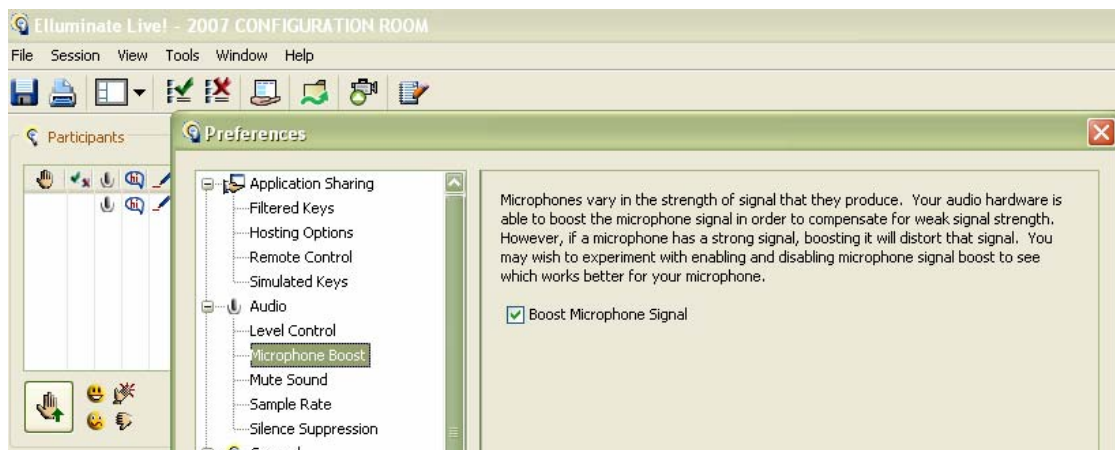 Elluminate Live! - 2007 CONFIGURATION ROOM
File Session View Tools Window Help
Participants
Preferences
Application Sharing
Filtered Keys
Hosting Options
Remote Control
Simulated Keys
Audio
Level Control
Microphone Boost
Mute Sound
Sample Rate
Silence Suppression
Microphones vary in the strength of signal that they produce. Your audio hardware is
able to boost the microphone signal in order to compensate for weak signal strength.
However, if a microphone has a strong signal, boosting it will distort that signal. You
may wish to experiment with enabling and disabling microphone signal boost to see
which works better for your microphone.
Boost Microphone Signal